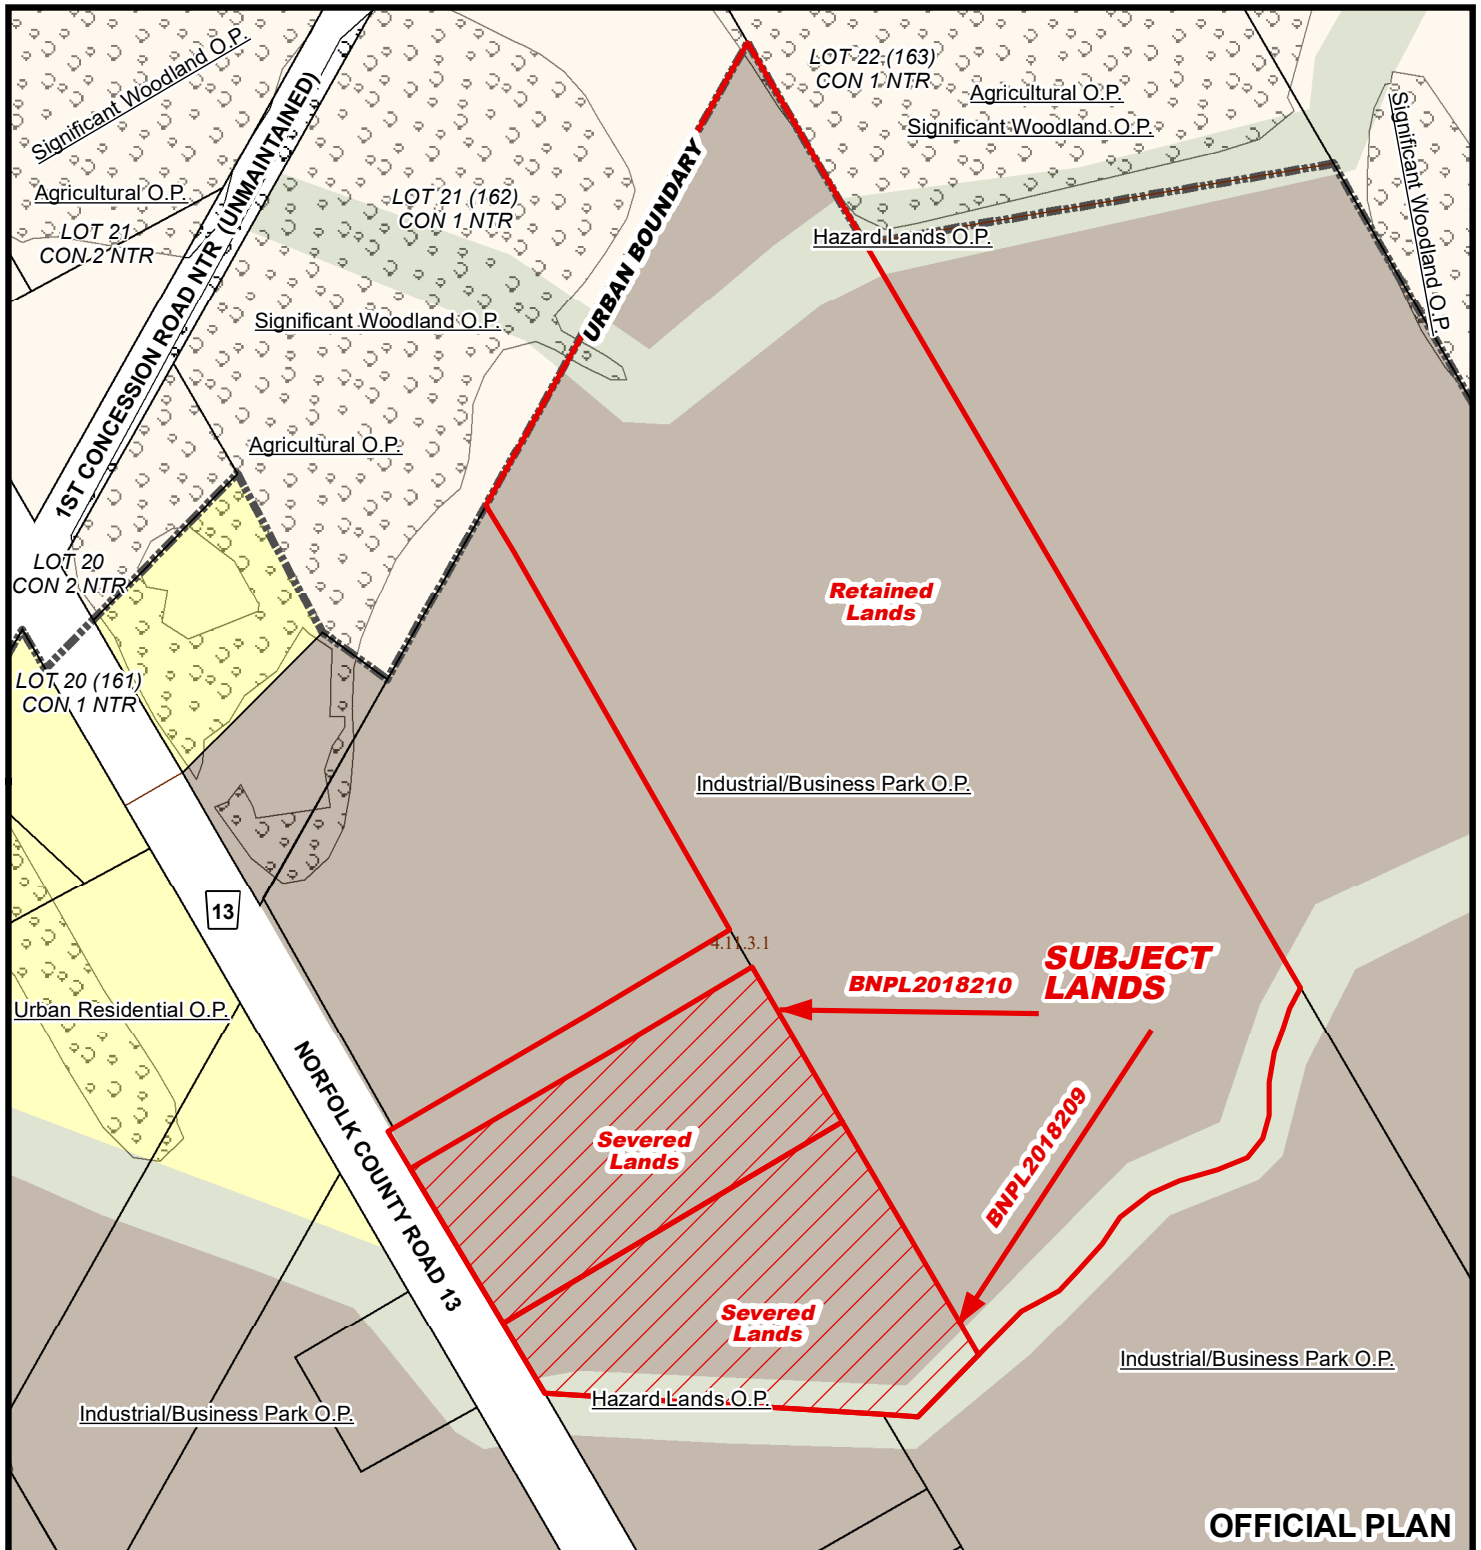 Significant Woodland O.P.
LOT 22 (163)
CON 1 NTR
Agricultural O.P.
Significant Woodland O.P.
Significant Woodland O.P.
1ST CONCESSION ROAD NTR (UNMAINTAINED)
Agricultural O.P.
LOT 21 (162)
CON 1 NTR
LOT 21
CON 2 NTR
URBAN BOUNDARY
Hazard Lands O.P.
Significant Woodland O.P.
Agricultural O.P.
LOT 20
CON 2 NTR
Retained
Lands
LOT 20 (161)
CON 1 NTR
Industrial/Business Park O.P.
13
4.11.3.1
SUBJECT
LANDS
BNPL2018210
Urban Residential O.P.
NORFOLK COUNTY ROAD 13
BNPL2018209
Severed
Lands
Severed
Lands
Industrial/Business Park O.P.
Hazard Lands O.P.
Industrial/Business Park O.P.
OFFICIAL PLAN